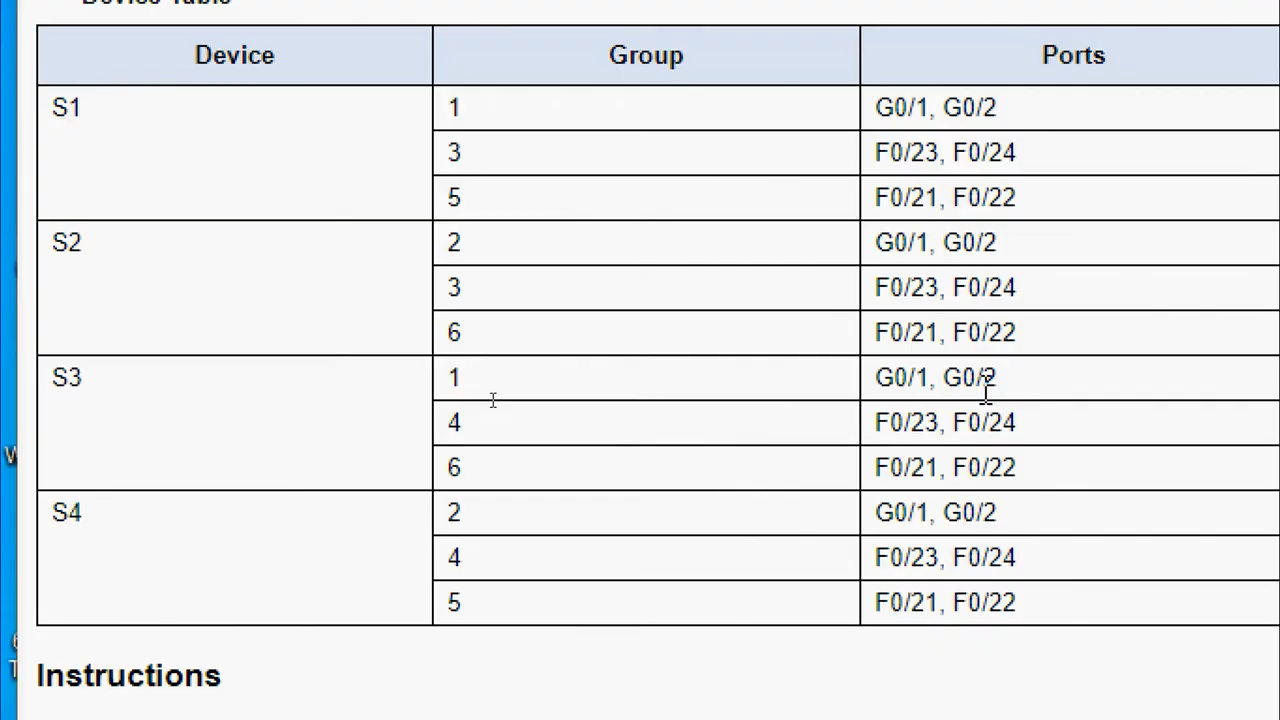 Device Table
Device Group Ports
S1 1 G0/1, G0/2
3 F0/23, F0/24
5 F0/21, F0/22
S2 2 G0/1, G0/2
3 F0/23, F0/24
6 F0/21, F0/22
S3 1 G0/1, G0/2
4 F0/23, F0/24
6 F0/21, F0/22
S4 2 G0/1, G0/2
4 F0/23, F0/24
5 F0/21, F0/22
Instructions